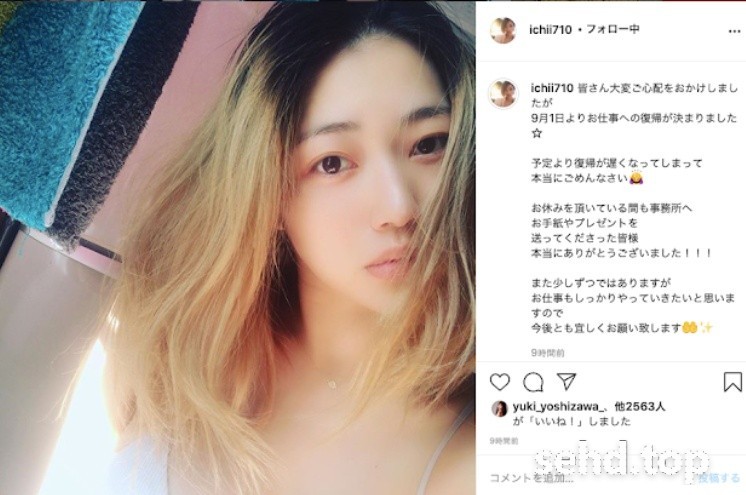 ichii710 • フォロー中
ichii710 皆さん大変ご心配をおかけしまし
たが
9月1日よりお仕事への復帰が決まりました
☆
予定より復帰が遅くなってしまって
本当にごめんなさい🙇‍♀️
お休みを頂いている間も事務所へ
お手紙やプレゼントを
送ってくださった皆様
本当にありがとうございました！！！
また少しずつではありますが
お仕事もしっかりやっていきたいと思いま
すので
今後とも宜しくお願い致します🤲✨
9時間前
yuki_yoshizawa_、他2563人
が「いいね！」しました
9時間前
コメントを追加...
投稿する
sehd.top